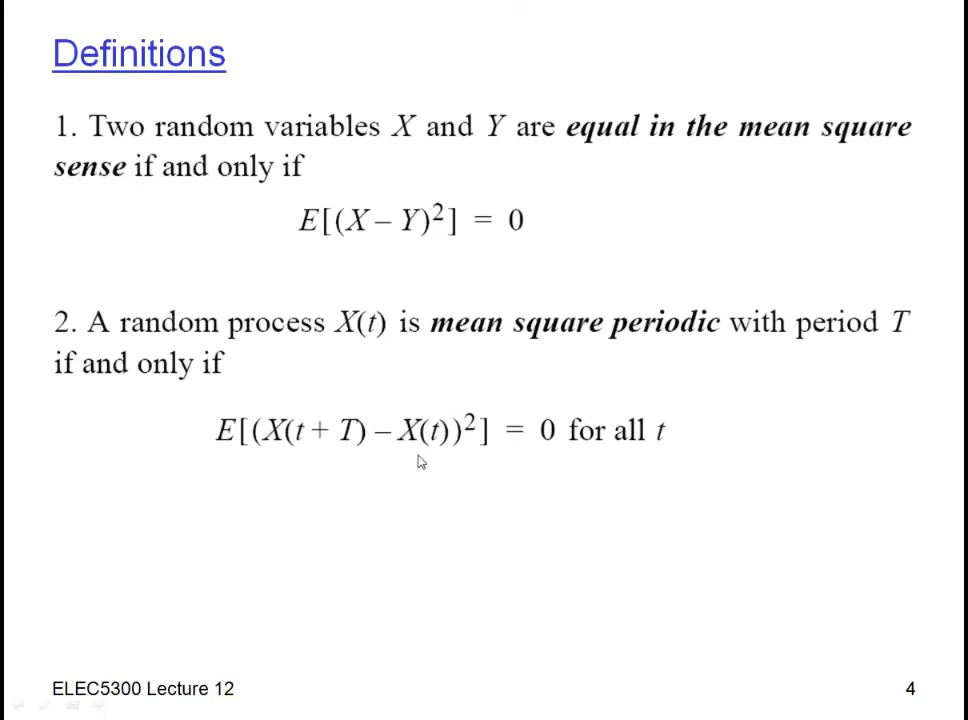 Definitions
1. Two random variables X and Y are equal in the mean square
sense if and only if
E[(X – Y)²] = 0
2. A random process X(t) is mean square periodic with period T
if and only if
E[(X(t + T) – X(t))²] = 0 for all t
ELEC5300 Lecture 12
4